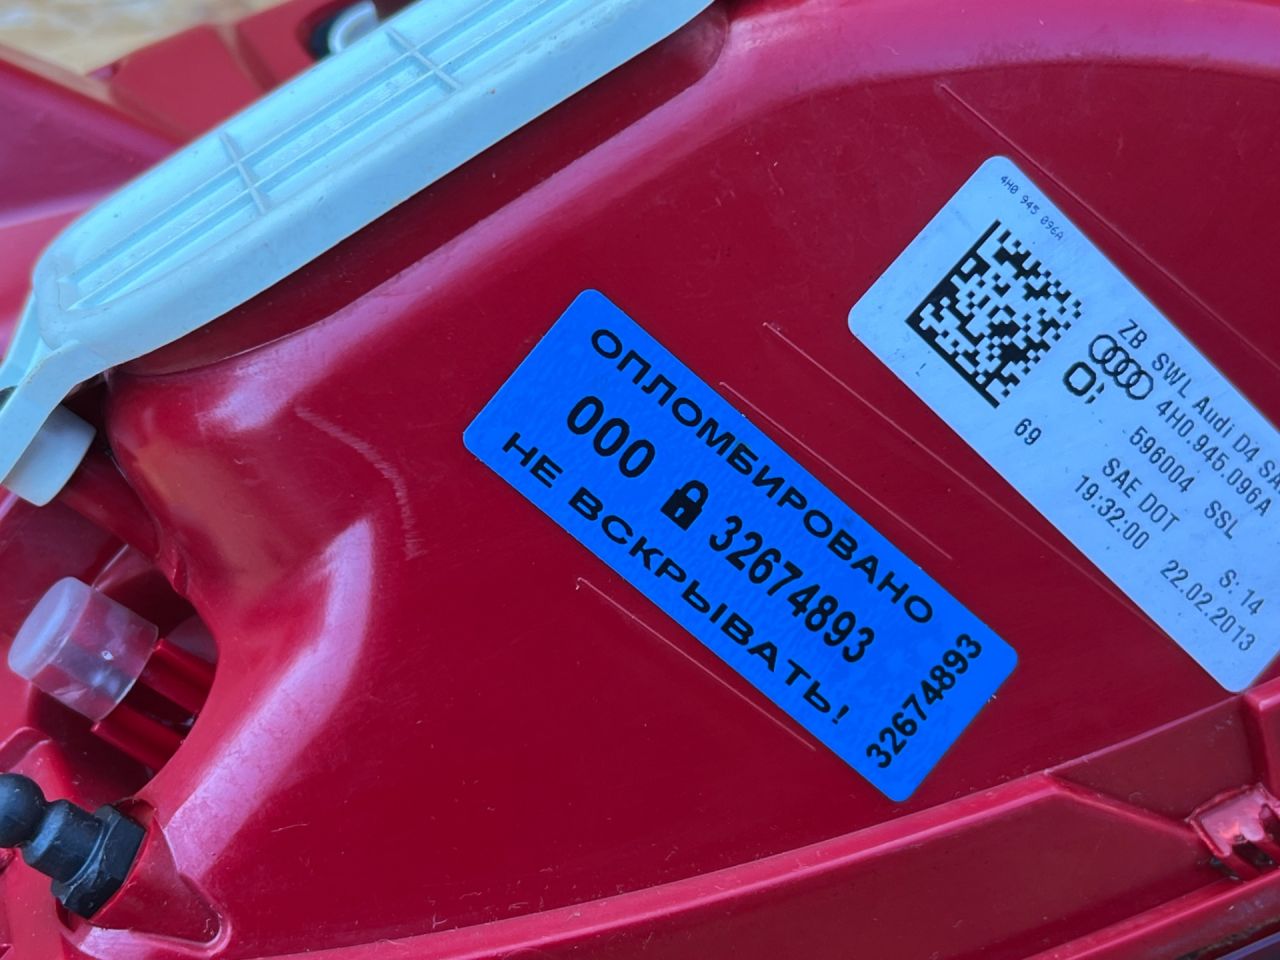 ОПЛОМБИРОВАНО
000 32674893
НЕ ВСКРЫВАТЬ!
32674893
4H0 945 096A
ZB SWL Audi D4 SA
4H0.945.096A
596004 SSL
69
SAE DOT S: 14
19:32:00 22.02.2013